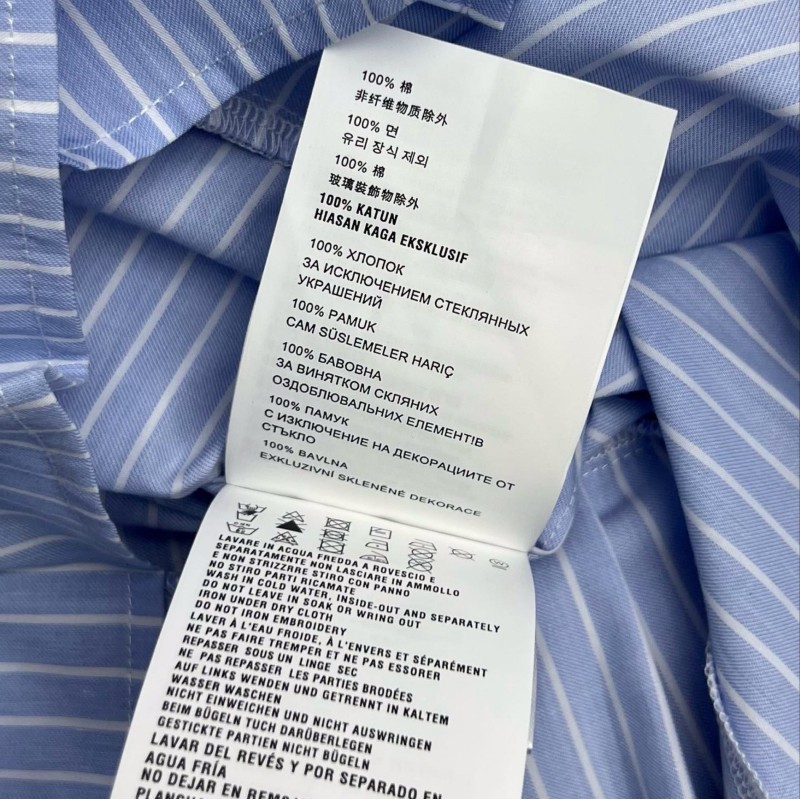 100% 棉
非纤维物质除外
100% 면
유리 장식 제외
100% 棉
玻璃裝飾物除外
100% KATUN
HIASAN KAGA EKSKLUSIF
100% ХЛОПОК
ЗА ИСКЛЮЧЕНИЕМ СТЕКЛЯННЫХ
УКРАШЕНИЙ
100% PAMUK
CAM SÜSLEMELER HARIÇ
100% БАВОВНА
ЗА ВИНЯТКОМ СКЛЯНИХ
ОЗДОБЛЮВАЛЬНИХ ЕЛЕМЕНТІВ
100% ПАМУК
С ИЗКЛЮЧЕНИЕ НА ДЕКОРАЦИИТЕ ОТ
СТЪКЛО
100% BAVLNA
EXKLUZIVNÍ SKLENĚNÉ DEKORACE
LAVARE IN ACQUA FREDDA A ROVESCIO E
SEPARATAMENTE NON LASCIARE IN AMMOLLO
E NON STRIZZRRE STIRO CON PANNO
NO STIRO PARTI RICAMATE
WASH IN COLD WATER, INSIDE-OUT AND SEPARATELY
DO NOT LEAVE IN SOAK OR WRING OUT
IRON UNDER DRY CLOTH
DO NOT IRON EMBROIDERY
LAVER À L'EAU FROIDE, À L'ENVERS ET SÉPARÉMENT
NE PAS FAIRE TREMPER ET NE PAS ESSORER
REPASSER SOUS UN LINGE SEC
NE PAS REPASSER LES PARTIES BRODÉES
AUF LINKS WENDEN UND GETRENNT IN KALTEM
WASSER WASCHEN
NICHT EINWEICHEN UND NICHT AUSWRINGEN
BEIM BÜGELN TUCH DARÜBERLEGEN
GESTICKTE PARTIEN NICHT BÜGELN
LAVAR DEL REVÉS Y POR SEPARADO EN
AGUA FRÍA
NO DEJAR EN